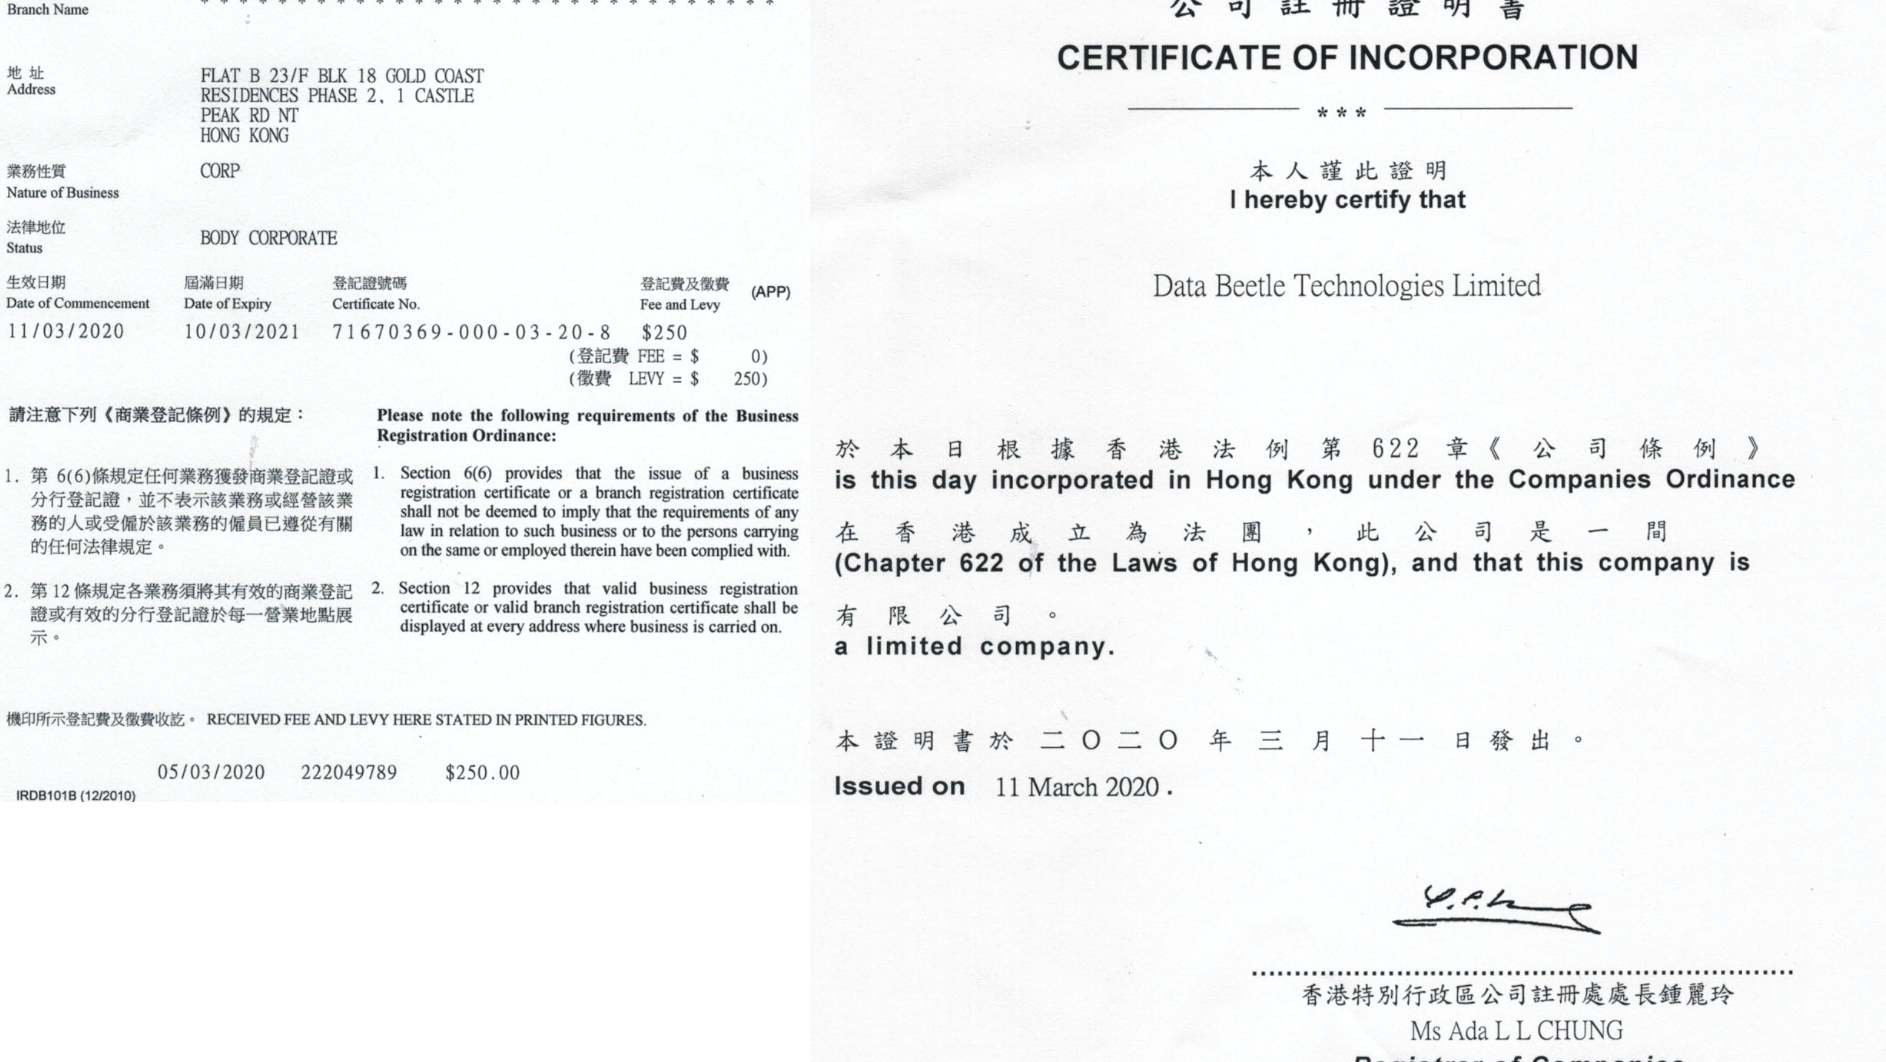 Branch Name
* * * * * * * * * * * * * * * * * * * * * * * * * * * * * *
地 址
Address
FLAT B 23/F BLK 18 GOLD COAST
RESIDENCES PHASE 2, 1 CASTLE
PEAK RD NT
HONG KONG
業務性質
Nature of Business
CORP
法律地位
Status
BODY CORPORATE
生效日期 屆滿日期 登記證號碼 登記費及徵費
Date of Commencement Date of Expiry Certificate No. Fee and Levy (APP)
11/03/2020 10/03/2021 71670369-000-03-20-8 $250
(登記費 FEE = $ 0)
(徵費 LEVY = $ 250)
請注意下列《商業登記條例》的規定：
1. 第 6(6)條規定任何業務獲發商業登記證或
分行登記證，並不表示該業務或經營該業
務的人或受僱於該業務的僱員已遵從有關
的任何法律規定。
2. 第 12 條規定各業務須將其有效的商業登記
證或有效的分行登記證於每一營業地點展
示。
Please note the following requirements of the Business
Registration Ordinance:
1. Section 6(6) provides that the issue of a business
registration certificate or a branch registration certificate
shall not be deemed to imply that the requirements of any
law in relation to such business or to the persons carrying
on the same or employed therein have been complied with.
2. Section 12 provides that valid business registration
certificate or valid branch registration certificate shall be
displayed at every address where business is carried on.
機印所示登記費及徵費收訖。 RECEIVED FEE AND LEVY HERE STATED IN PRINTED FIGURES.
05/03/2020 222049789 $250.00
IRDB101B (12/2010)
公司註冊證明書
CERTIFICATE OF INCORPORATION
***
本人謹此證明
I hereby certify that
Data Beetle Technologies Limited
於本日根據香港法例第 622 章《公司條例》
is this day incorporated in Hong Kong under the Companies Ordinance
在香港成立為法團，此公司是一間
(Chapter 622 of the Laws of Hong Kong), and that this company is
有限公司。
a limited company.
本證明書於二〇二〇年三月十一日發出。
Issued on 11 March 2020.
香港特別行政區公司註冊處處長鍾麗玲
Ms Ada L L CHUNG
Registrar of Companies